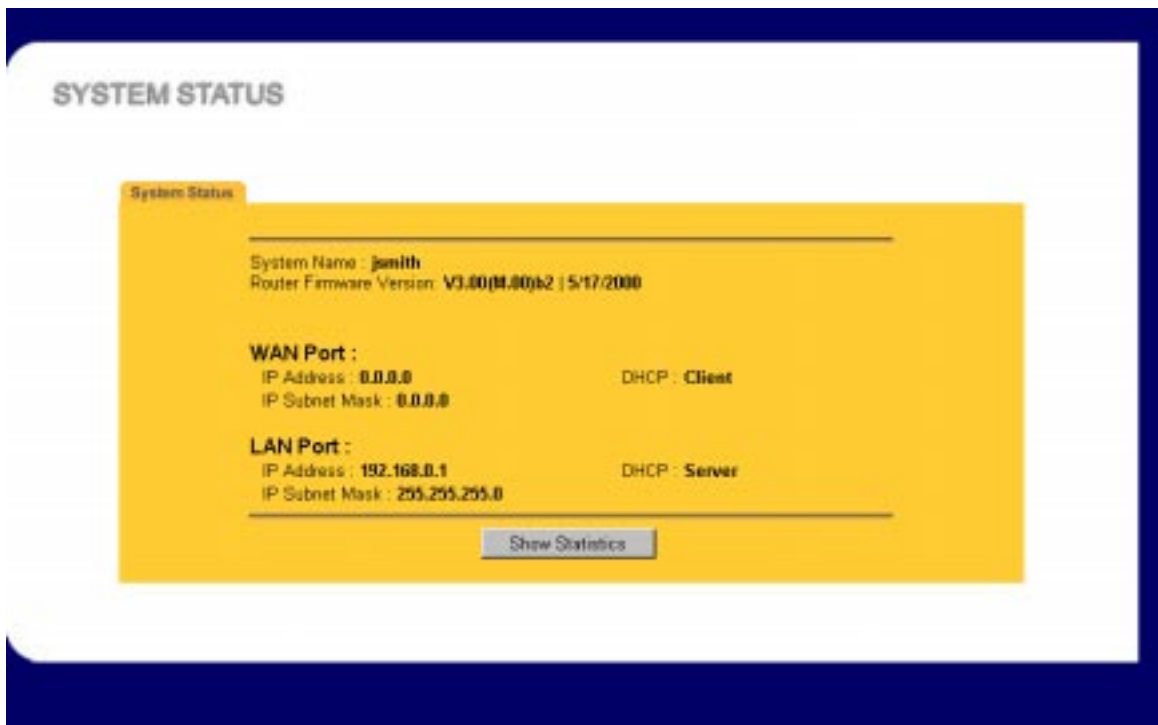 SYSTEM STATUS
System Status
System Name : jsmith
Router Firmware Version: V3.00(M.00)b2 | 5/17/2000
WAN Port :
IP Address : 0.0.0.0 DHCP : Client
IP Subnet Mask : 0.0.0.0
LAN Port :
IP Address : 192.168.0.1 DHCP : Server
IP Subnet Mask : 255.255.255.0
Show Statistics